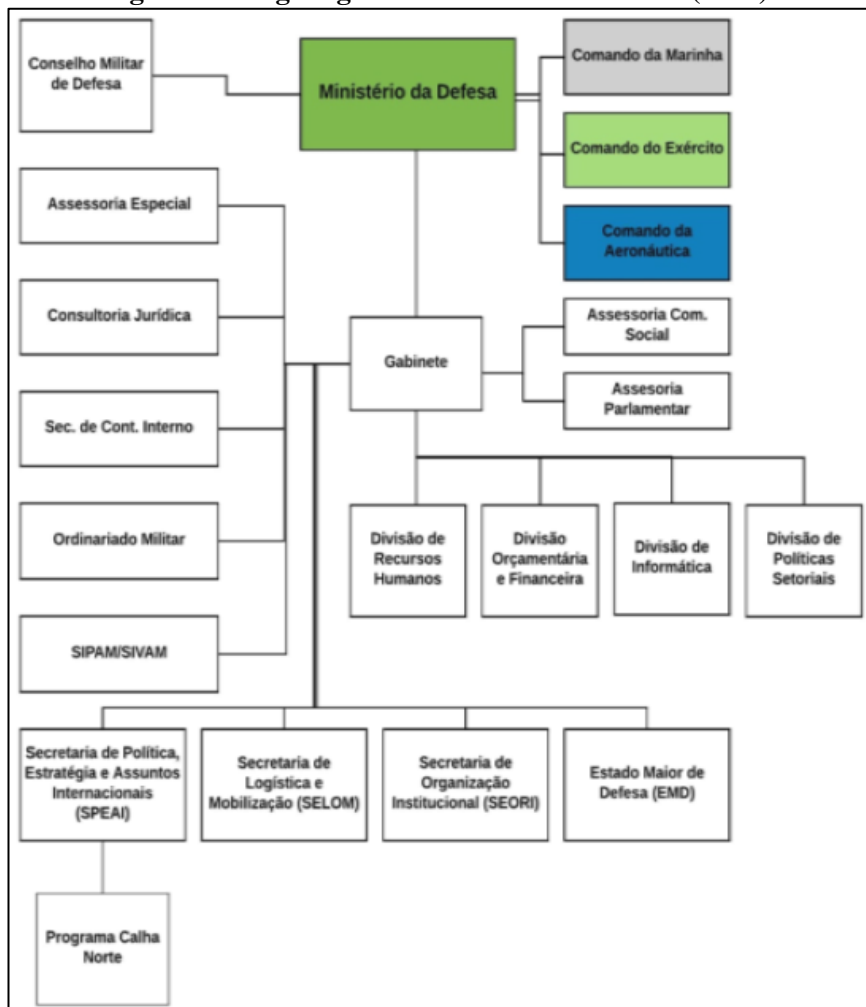 Conselho Militar
de Defesa
Ministério da Defesa
Comando da Marinha
Comando do Exército
Comando da
Aeronáutica
Assessoria Especial
Consultoria Jurídica
Sec. de Cont. Interno
Ordinariado Militar
SIPAM/SIVAM
Gabinete
Assessoria Com.
Social
Assesoria
Parlamentar
Divisão de
Recursos
Humanos
Divisão
Orçamentária
e Financeira
Divisão de
Informática
Divisão de
Políticas
Setoriais
Secretaria de Política,
Estratégia e Assuntos
Internacionais
(SPEAI)
Secretaria de
Logística e
Mobilização (SELOM)
Secretaria de
Organização
Institucional (SEORI)
Estado Maior de
Defesa (EMD)
Programa Calha
Norte